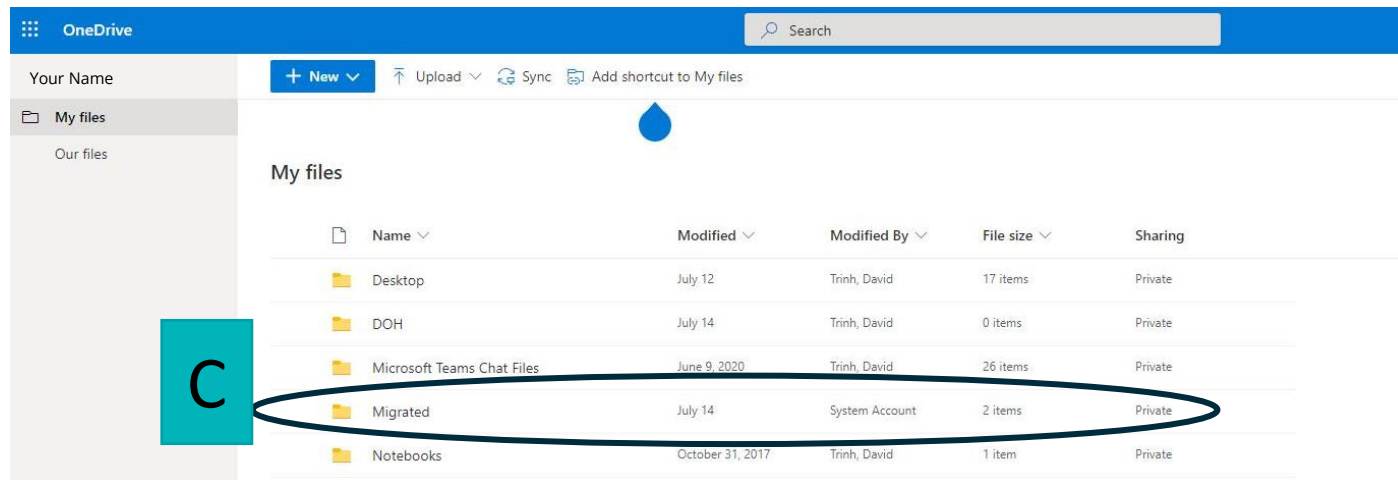 OneDrive
Search
Your Name
New Upload Sync Add shortcut to My files
My files
Our files
My files
Name Modified Modified By File size Sharing
Desktop July 12 Trinh, David 17 items Private
DOH July 14 Trinh, David 0 items Private
Microsoft Teams Chat Files June 9, 2020 Trinh, David 26 items Private
C
Migrated July 14 System Account 2 items Private
Notebooks October 31, 2017 Trinh, David 1 item Private